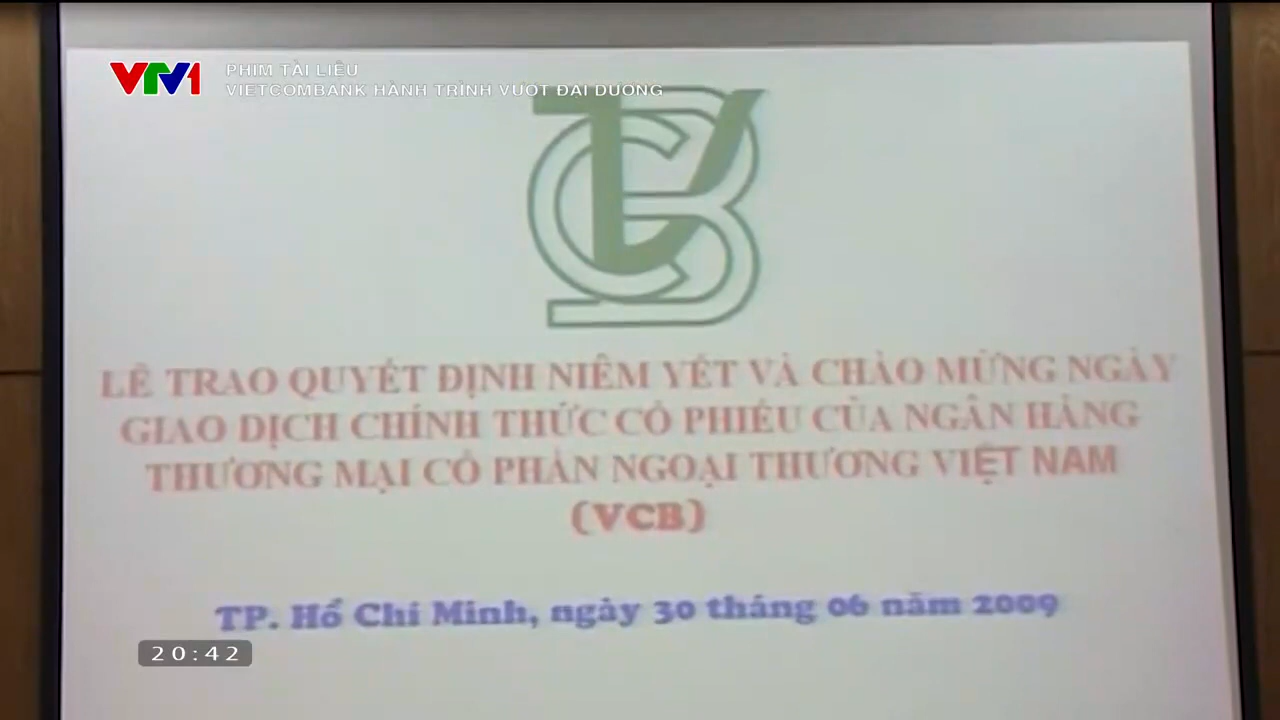 VTV1
PHIM TÀI LIỆU
VIETCOMBANK HÀNH TRÌNH VƯỢT ĐẠI DƯƠNG
LỄ TRAO QUYẾT ĐỊNH NIÊM YẾT VÀ CHÀO MỪNG NGÀY
GIAO DỊCH CHÍNH THỨC CỔ PHIẾU CỦA NGÂN HÀNG
THƯƠNG MẠI CỔ PHẦN NGOẠI THƯƠNG VIỆT NAM
(VCB)
TP. Hồ Chí Minh, ngày 30 tháng 06 năm 2009
20:42